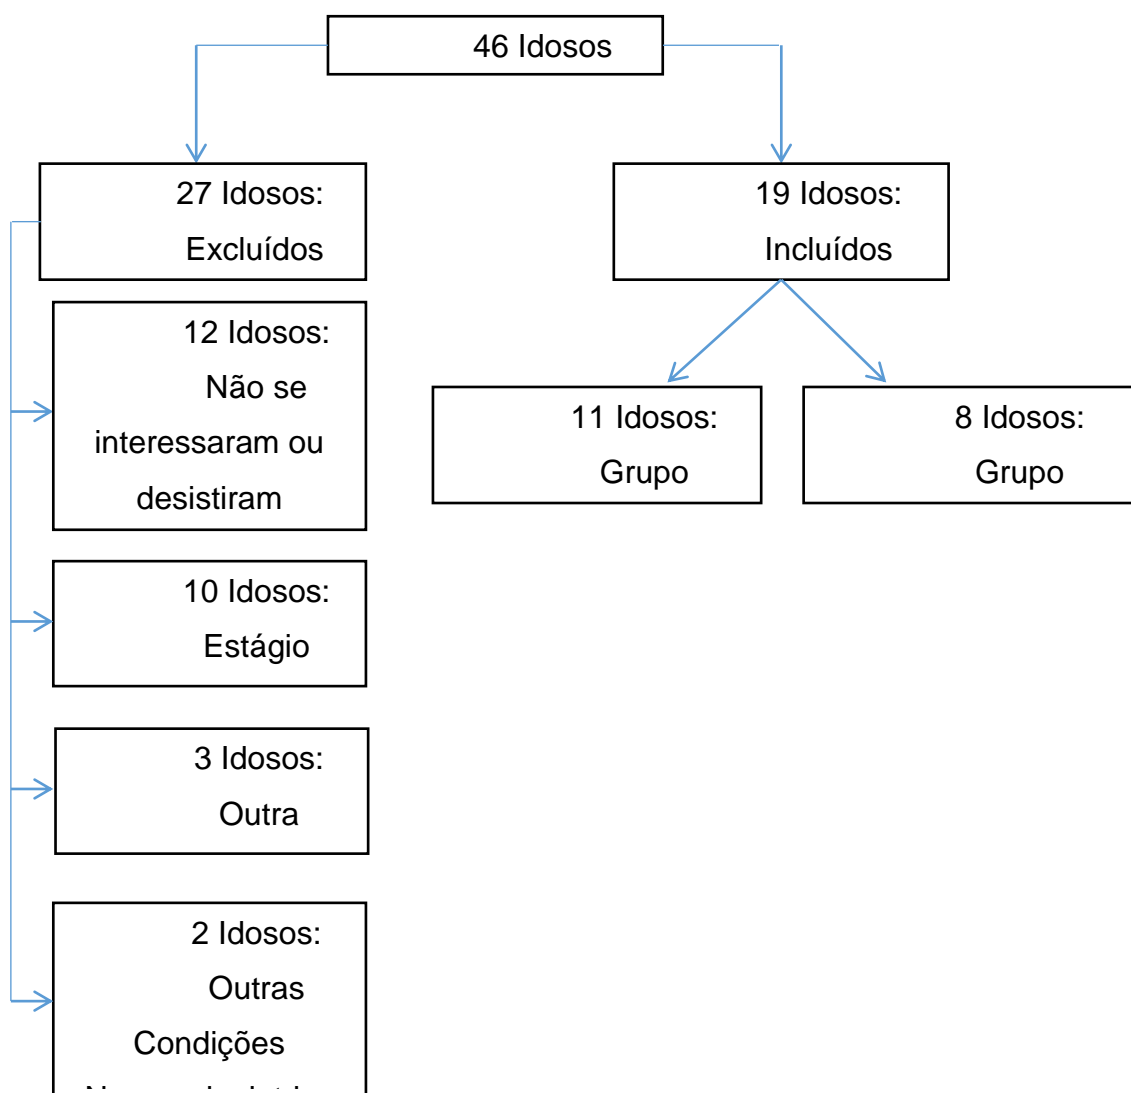 46 Idosos
27 Idosos:
Excluídos
19 Idosos:
Incluídos
12 Idosos:
Não se
interessaram ou
desistiram
11 Idosos:
Grupo
8 Idosos:
Grupo
10 Idosos:
Estágio
3 Idosos:
Outra
2 Idosos:
Outras
Condições